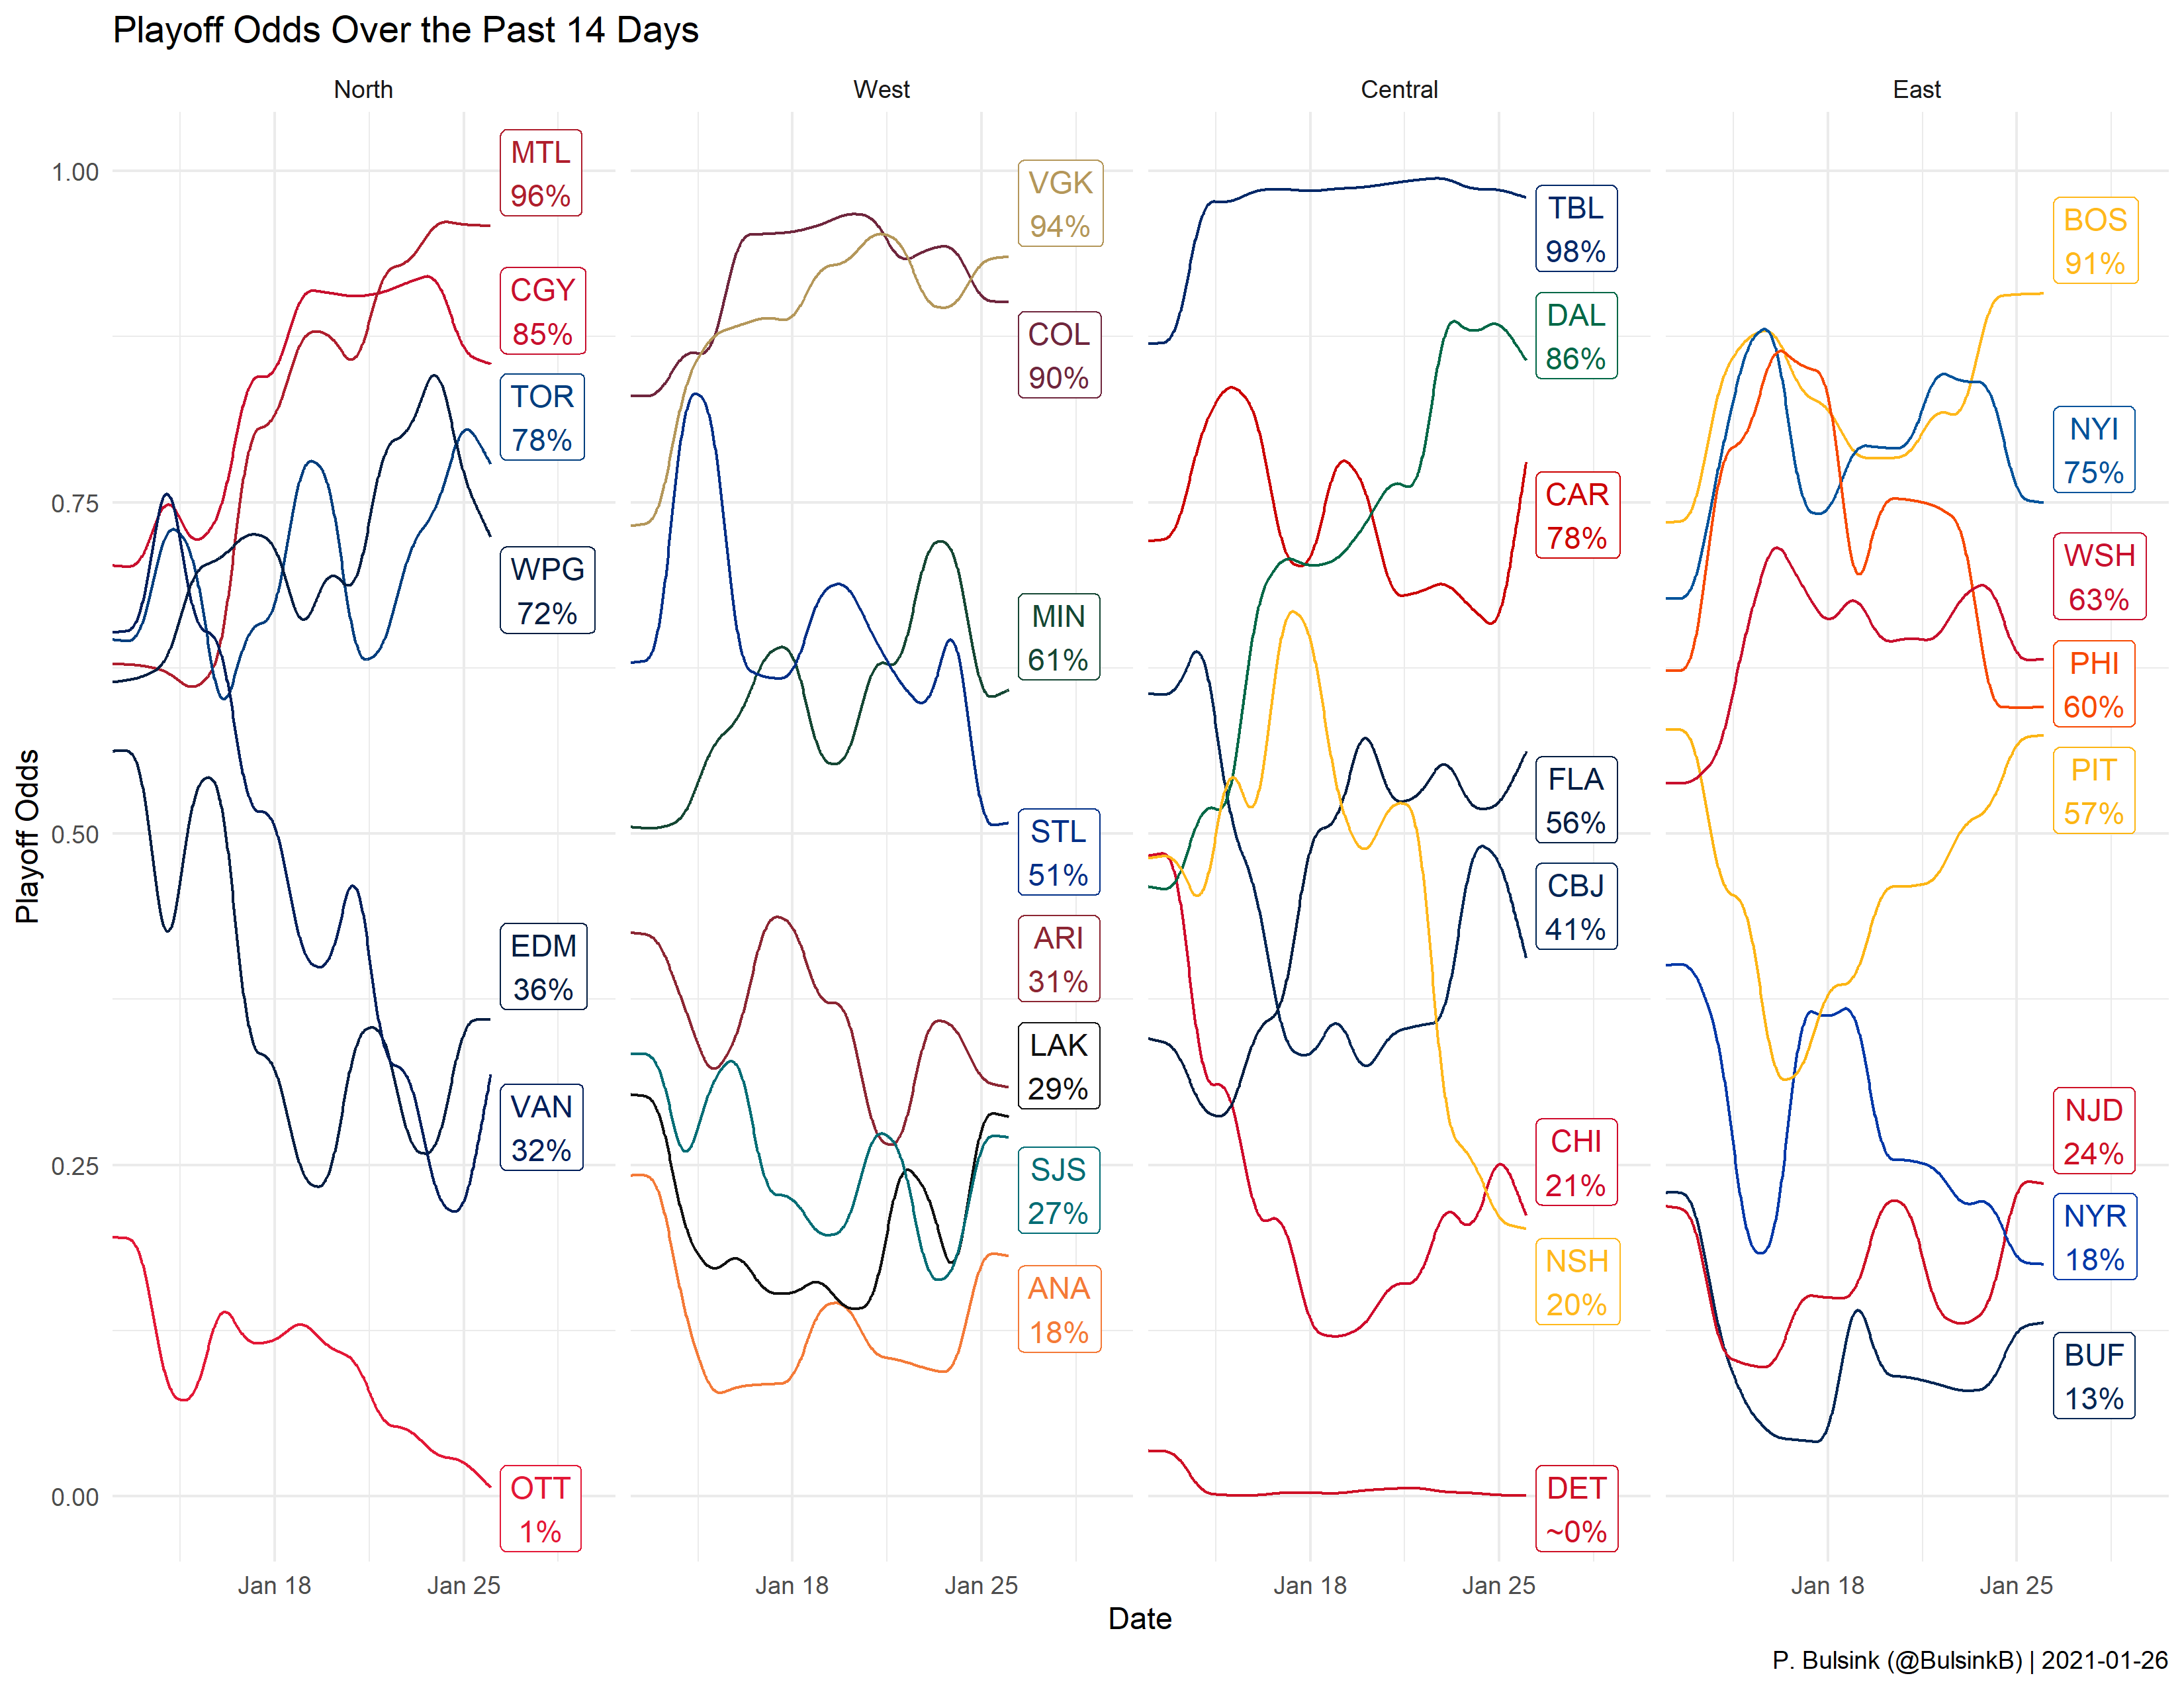 Playoff Odds Over the Past 14 Days
North
West
Central
East
Playoff Odds
1.00
0.75
0.50
0.25
0.00
MTL
96%
CGY
85%
TOR
78%
WPG
72%
EDM
36%
VAN
32%
OTT
1%
VGK
94%
COL
90%
MIN
61%
STL
51%
ARI
31%
LAK
29%
SJS
27%
ANA
18%
TBL
98%
DAL
86%
CAR
78%
FLA
56%
CBJ
41%
CHI
21%
NSH
20%
DET
~0%
BOS
91%
NYI
75%
WSH
63%
PHI
60%
PIT
57%
NJD
24%
NYR
18%
BUF
13%
Jan 18
Jan 25
Jan 18
Jan 25
Jan 18
Jan 25
Jan 18
Jan 25
Date
P. Bulsink (@BulsinkB) | 2021-01-26